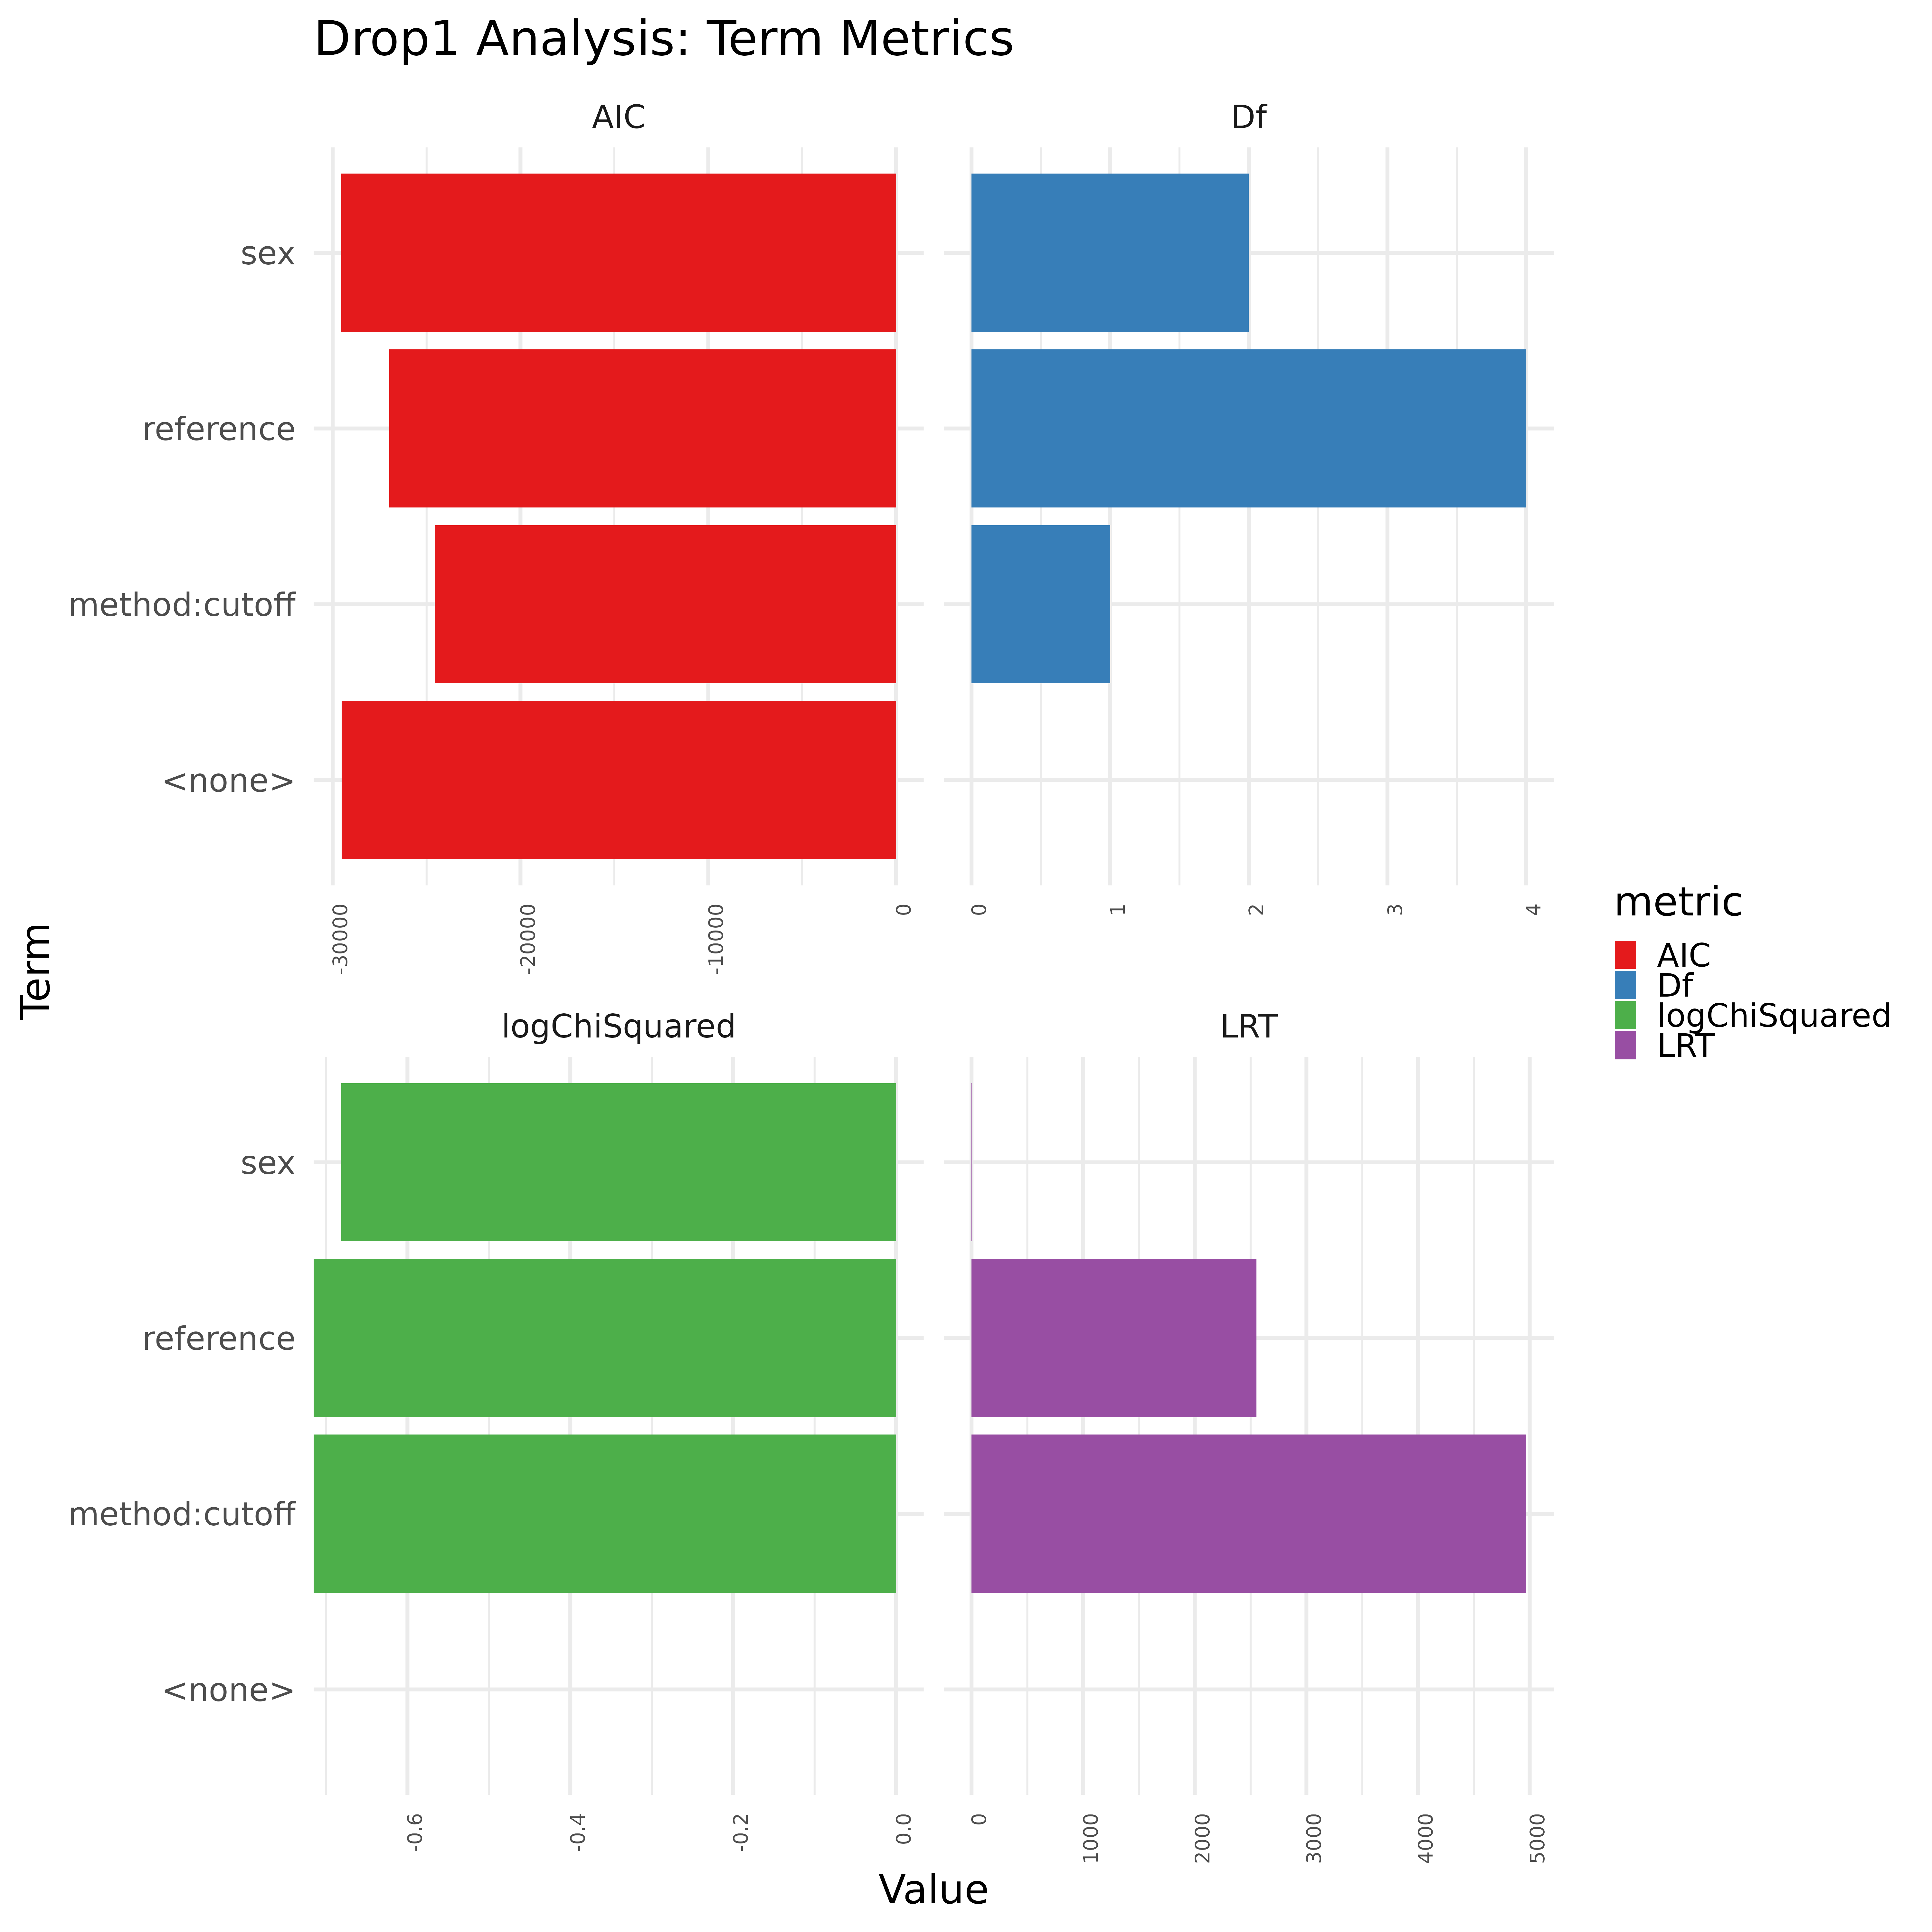 Drop1 Analysis: Term Metrics
AIC
Df
sex
reference
method:cutoff
<none>
-30000
-20000
-10000
0
0
1
2
3
4
logChiSquared
LRT
sex
reference
method:cutoff
<none>
-0.6
-0.4
-0.2
0.0
0
1000
2000
3000
4000
5000
Term
Value
metric
AIC
Df
logChiSquared
LRT